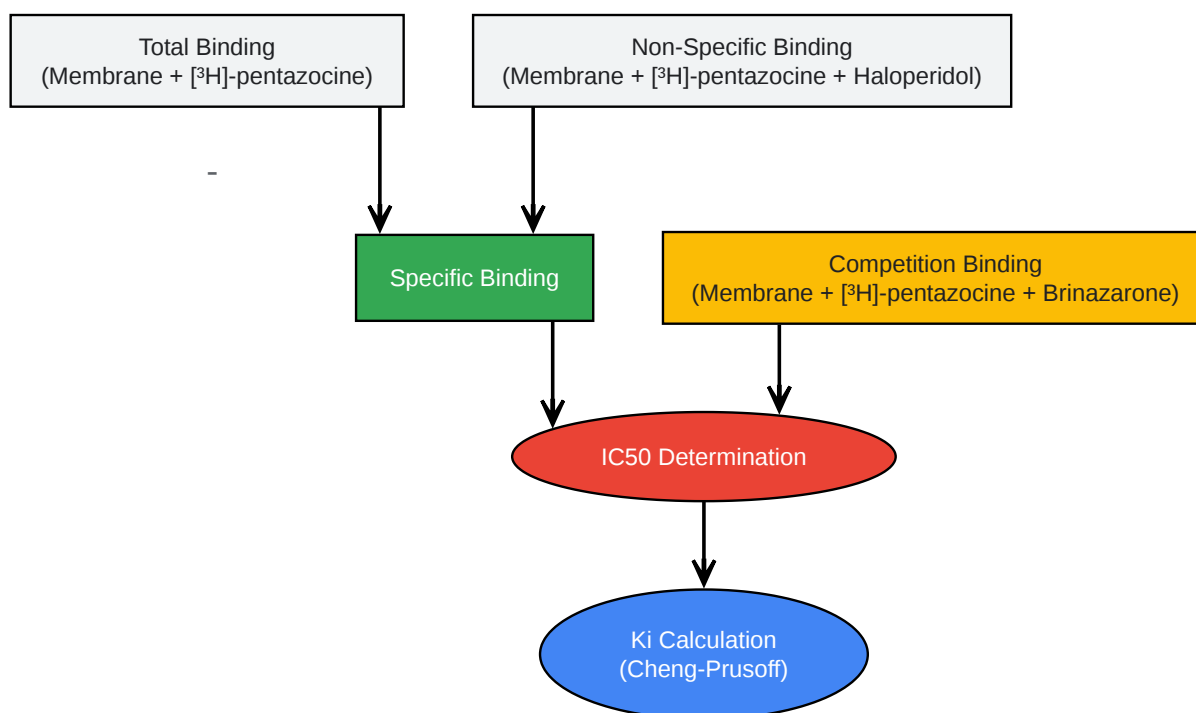 Total Binding
(Membrane + [³H]-pentazocine)
Non-Specific Binding
(Membrane + [³H]-pentazocine + Haloperidol)
-
Specific Binding
Competition Binding
(Membrane + [³H]-pentazocine + Brinazarone)
IC50 Determination
Ki Calculation
(Cheng-Prusoff)